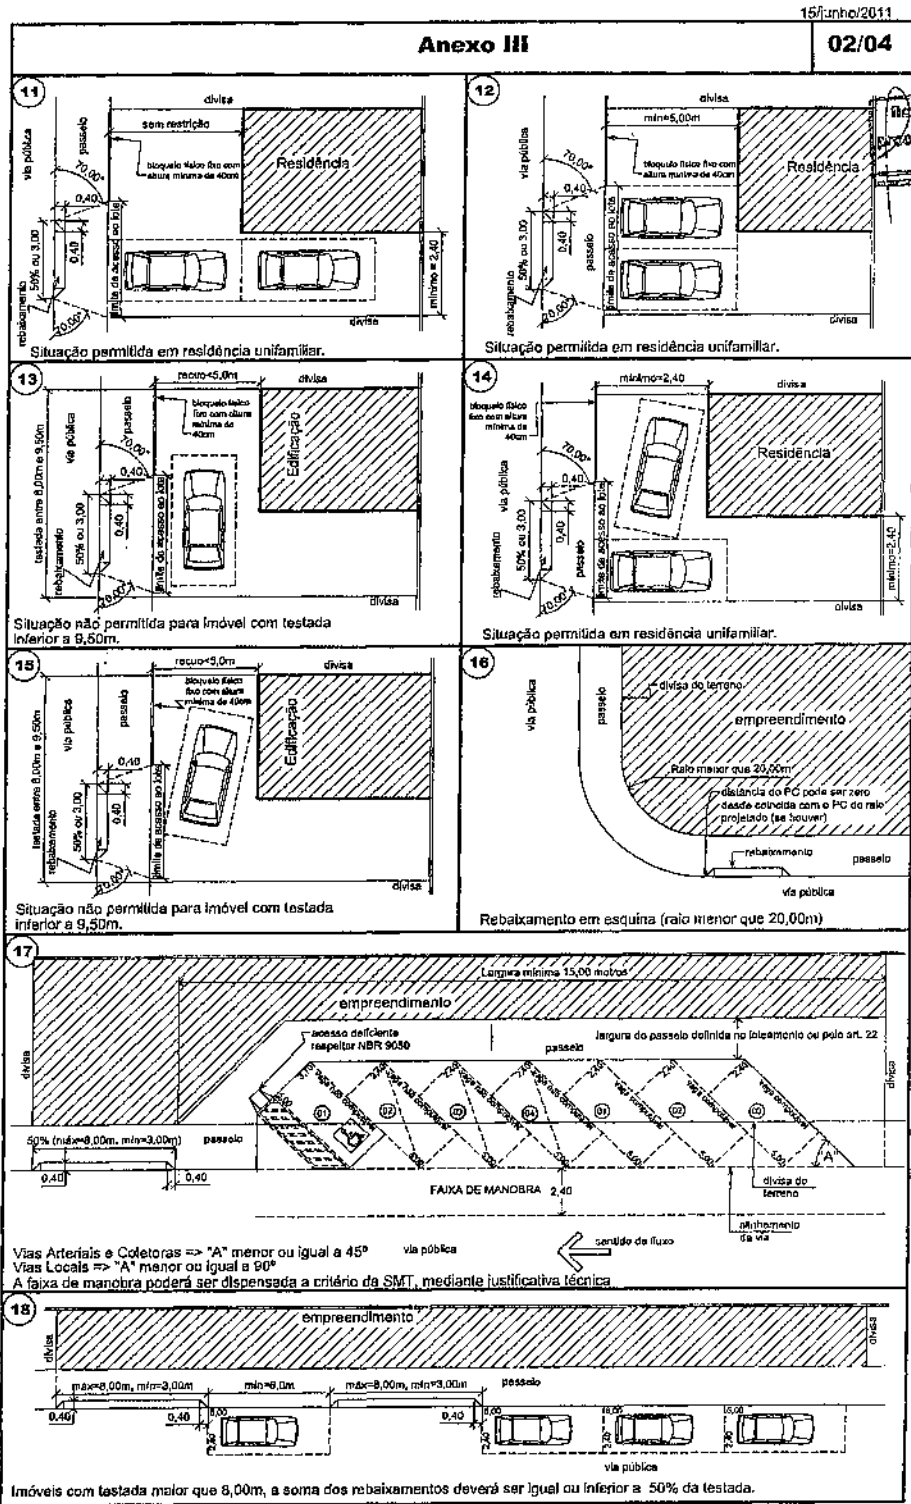 15/junho/2011
Anexo III
02/04
11
divisa
sem restrição
via pública
passeio
70,00°
bloqueio físico fixo com
altura mínima de 40cm
Residência
0,40
0,40
50% ou 3,00
rebaixamento
limite de acesso ao lote
mínimo = 2,40
70,00°
divisa
Situação permitida em residência unifamiliar.
12
divisa
min=5,00m
via pública
70,00°
bloqueio físico fixo com
altura mínima de 40cm
Residência
0,40
0,40
50% ou 3,00
rebaixamento
passeio
limite de acesso ao lote
70,00°
divisa
Situação permitida em residência unifamiliar.
13
recuo<5,0m
divisa
testada entre 8,00m e 9,50m
via pública
passeio
bloqueio físico
fixo com altura
mínima de
40cm
70,00°
Edificação
0,40
0,40
50% ou 3,00
rebaixamento
limite de acesso ao lote
70,00°
divisa
Situação não permitida para imóvel com testada
inferior a 9,50m.
14
mínimo=2,40
divisa
bloqueio físico
fixo com altura
mínima de
40cm
70,00°
via pública
Residência
0,40
0,40
50% ou 3,00
rebaixamento
passeio
limite de acesso ao lote
mínimo=2,40
70,00°
divisa
Situação permitida em residência unifamiliar.
15
recuo<5,0m
divisa
testada entre 8,00m e 9,50m
via pública
passeio
bloqueio físico
fixo com altura
mínima de 40cm
Edificação
0,40
0,40
50% ou 3,00
rebaixamento
limite de acesso ao lote
70,00°
divisa
Situação não permitida para imóvel com testada
inferior a 9,50m.
16
via pública
passeio
divisa do terreno
empreendimento
Raio menor que 20,00m
distância do PC pode ser zero
desde coincida com o PC do raio
projetado (se houver)
rebaixamento
passeio
via pública
Rebaixamento em esquina (raio menor que 20,00m)
17
Largura mínima 15,00 metros
empreendimento
acesso deficiente
respeitar NBR 9050
largura do passeio definida no loteamento ou pelo art. 22
passeio
divisa
divisa
2,40
2,40
2,40
2,40
2,40
2,40
01
02
03
04
01
02
03
50% (máx=8,00m, mín=3,00m)
passeio
0,40
0,40
"A"
FAIXA DE MANOBRA 2,40
divisa do
terreno
alinhamento
da via
Vias Arteriais e Coletoras => "A" menor ou igual a 45º
via pública
sentido de fluxo
Vias Locais => "A" menor ou igual a 90º
A faixa de manobra poderá ser dispensada a critério da SMT, mediante justificativa técnica
18
empreendimento
divisa
divisa
máx=8,00m, mín=3,00m
mín=6,0m
máx=8,00m, mín=3,00m
passeio
0,40
0,40
0,40
5,00
2,40
5,00
2,40
5,00
2,40
5,00
2,40
via pública
Imóveis com testada maior que 8,00m, a soma dos rebaixamentos deverá ser igual ou inferior a 50% da testada.